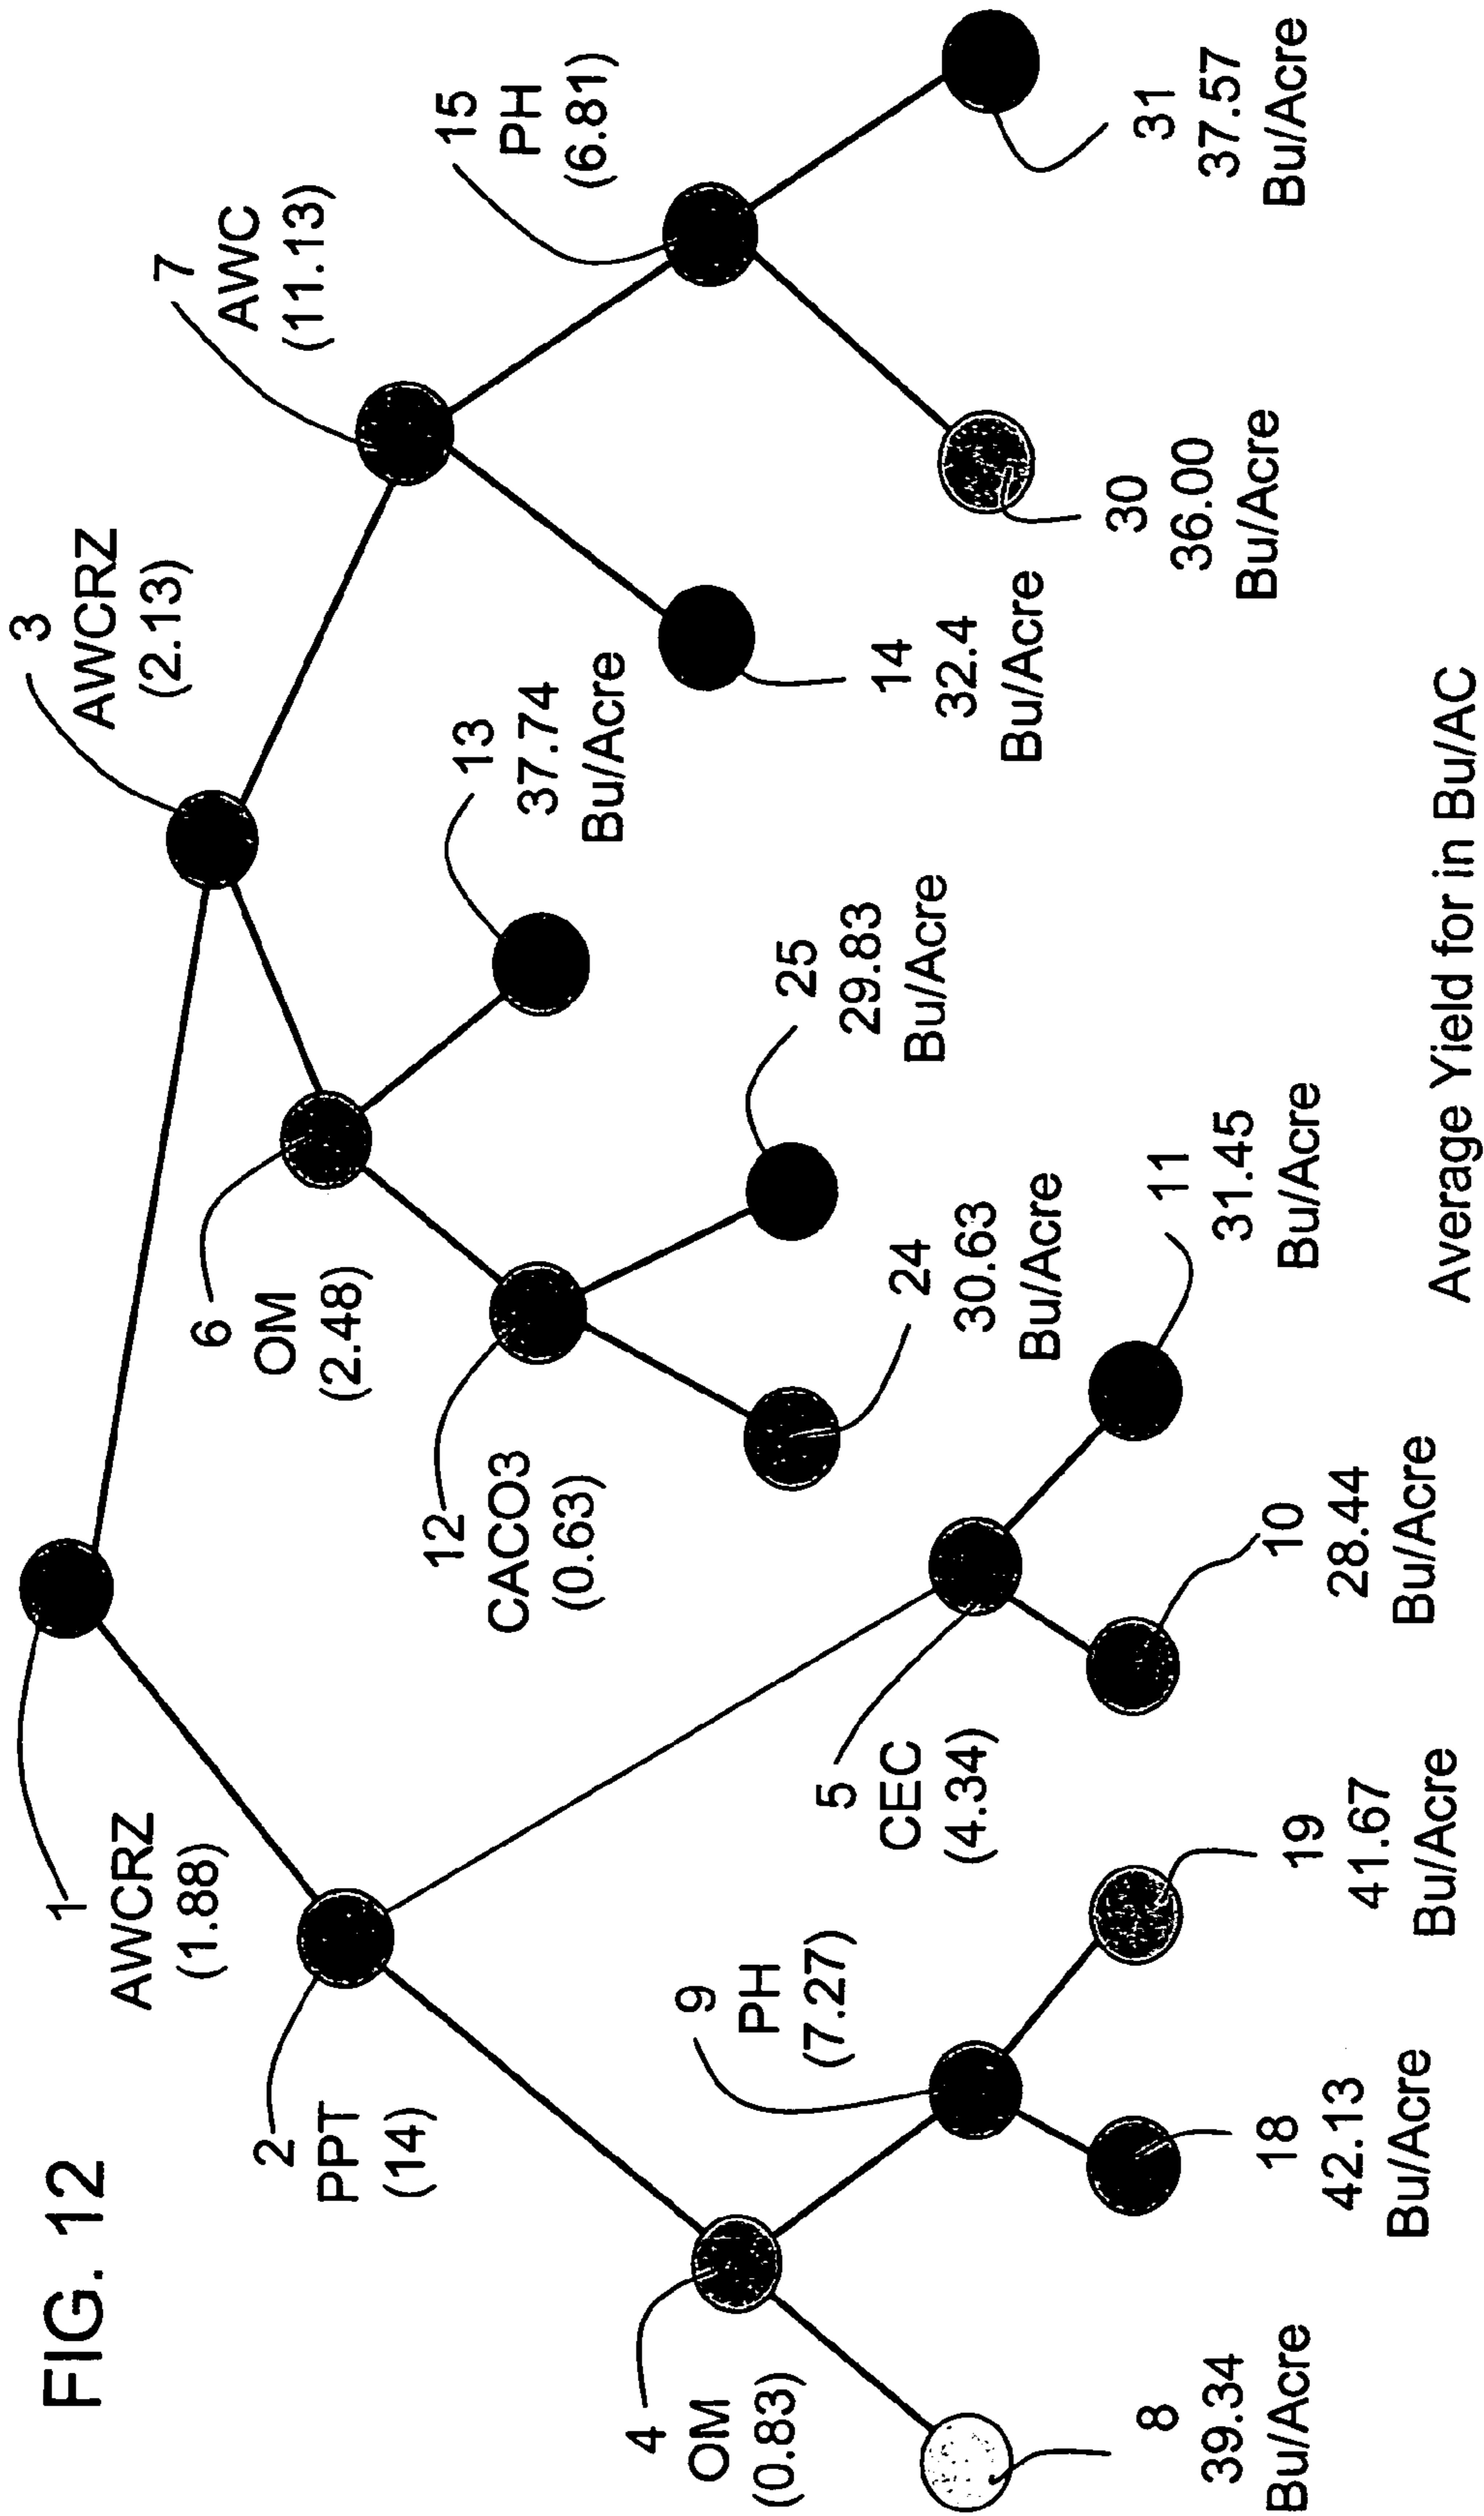 FIG. 12
1
AWCRZ
(1.88)
3
AWCRZ
(2.13)
2
PPT
(14)
6
OM
(2.48)
7
AWC
(11.13)
4
OM
(0.83)
9
PH
(7.27)
5
CEC
(4.34)
12
CACO3
(0.63)
13
37.74
Bu/Acre
15
PH
(6.81)
8
39.34
Bu/Acre
18
42.13
Bu/Acre
19
41.67
Bu/Acre
10
28.44
Bu/Acre
11
31.45
Bu/Acre
24
30.63
Bu/Acre
25
29.83
Bu/Acre
14
32.4
Bu/Acre
30
36.00
Bu/Acre
31
37.57
Bu/Acre
Average Yield for in Bu/AC